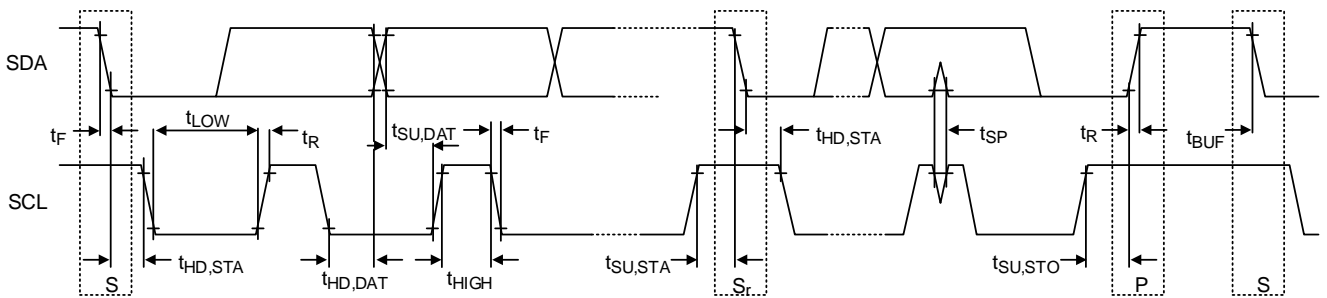 SDA
tF
tLOW
tR
tSU,DAT
tF
tHD,STA
tSP
tR
tBUF
SCL
tHD,STA
tHD,DAT
tHIGH
tSU,STA
tSU,STO
S
Sr
P
S